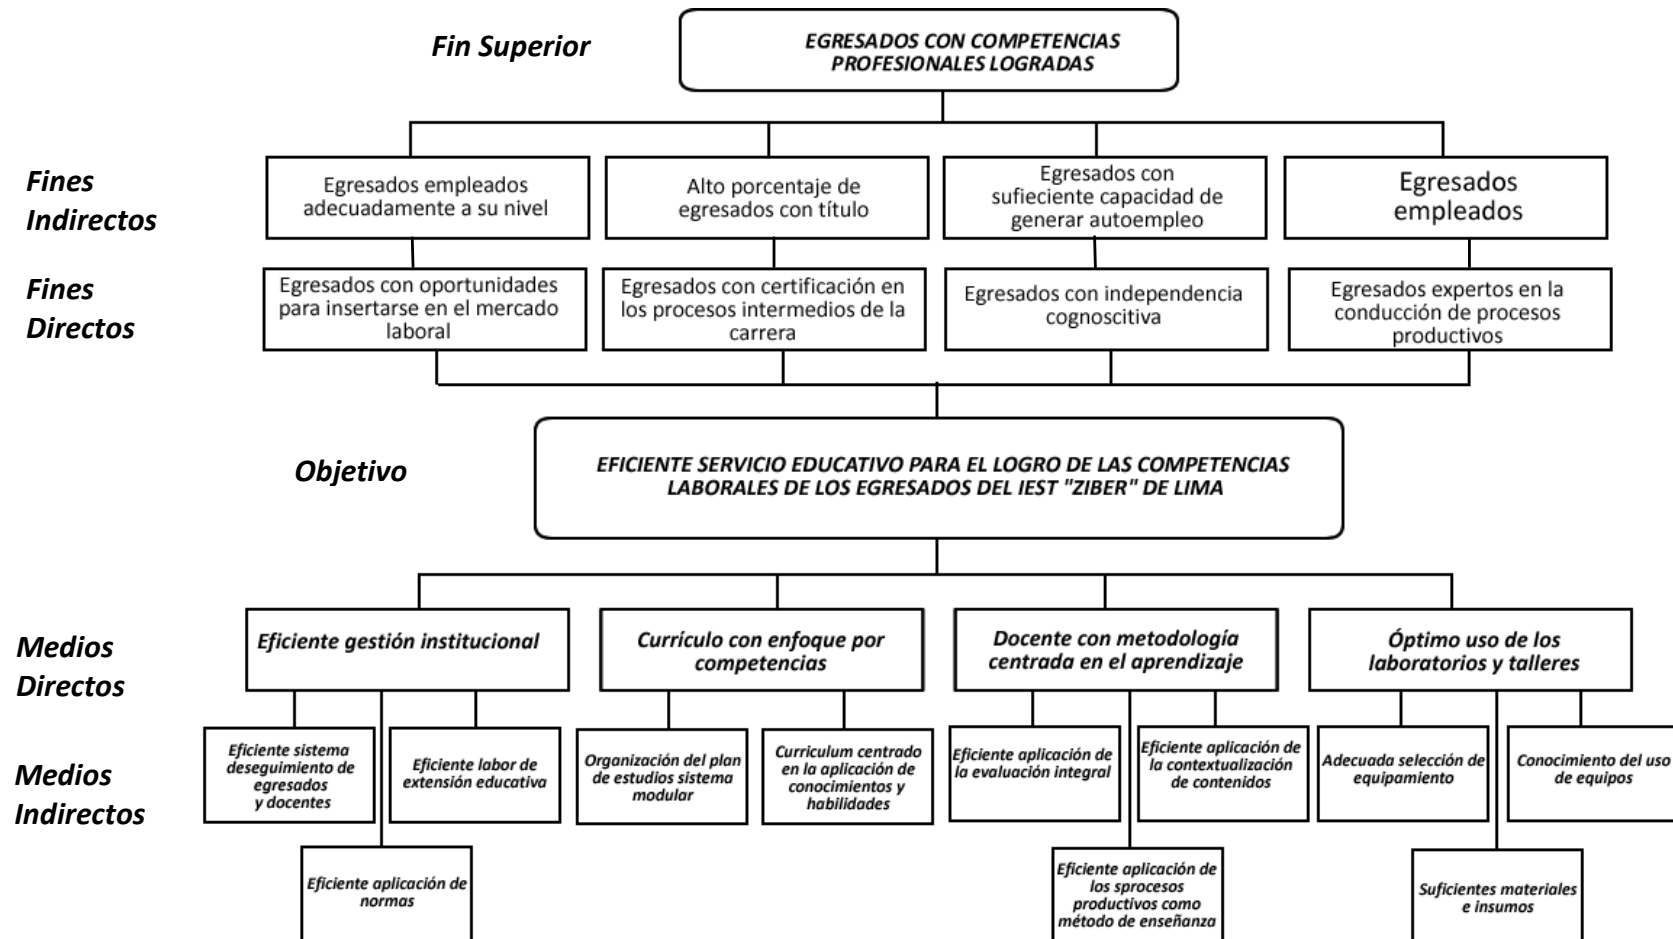 Fin Superior
EGRESADOS CON COMPETENCIAS
PROFESIONALES LOGRADAS
Fines
Indirectos
Egresados empleados
adecuadamente a su nivel
Alto porcentaje de
egresados con título
Egresados con
sufieciente capacidad de
generar autoempleo
Egresados
empleados
Fines
Directos
Egresados con oportunidades
para insertarse en el mercado
laboral
Egresados con certificación en
los procesos intermedios de la
carrera
Egresados con independencia
cognoscitiva
Egresados expertos en la
conducción de procesos
productivos
Objetivo
EFICIENTE SERVICIO EDUCATIVO PARA EL LOGRO DE LAS COMPETENCIAS
LABORALES DE LOS EGRESADOS DEL IEST "ZIBER" DE LIMA
Medios
Directos
Eficiente gestión institucional
Currículo con enfoque por
competencias
Docente con metodología
centrada en el aprendizaje
Óptimo uso de los
laboratorios y talleres
Medios
Indirectos
Eficiente sistema
deseguimiento de
egresados
y docentes
Eficiente labor de
extensión educativa
Organización del plan
de estudios sistema
modular
Curriculum centrado
en la aplicación de
conocimientos y
habilidades
Eficiente aplicación de
la evaluación integral
Eficiente aplicación de
la contextualización
de contenidos
Adecuada selección de
equipamiento
Conocimiento del uso
de equipos
Eficiente aplicación de
normas
Eficiente aplicación de
los sprocesos
productivos como
método de enseñanza
Suficientes materiales
e insumos